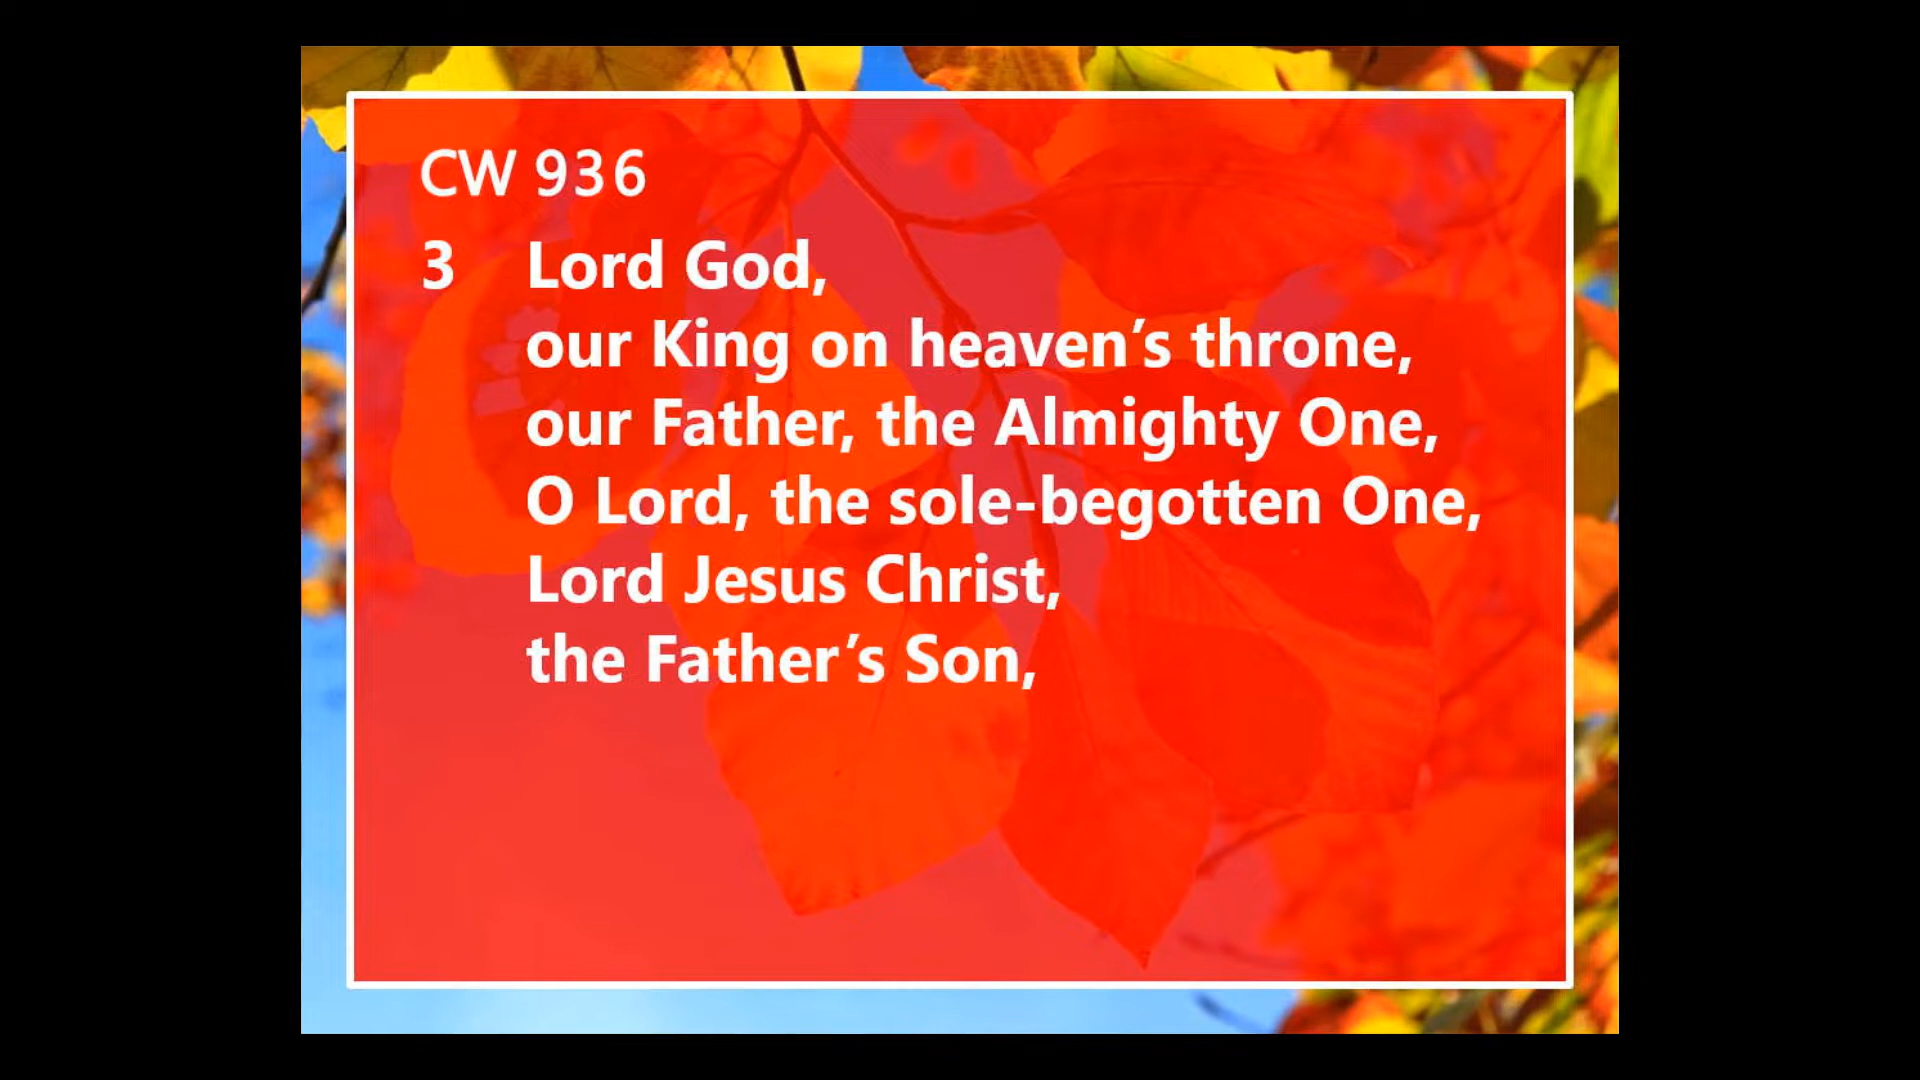 CW 936
3 Lord God,
our King on heaven’s throne,
our Father, the Almighty One,
O Lord, the sole-begotten One,
Lord Jesus Christ,
the Father’s Son,